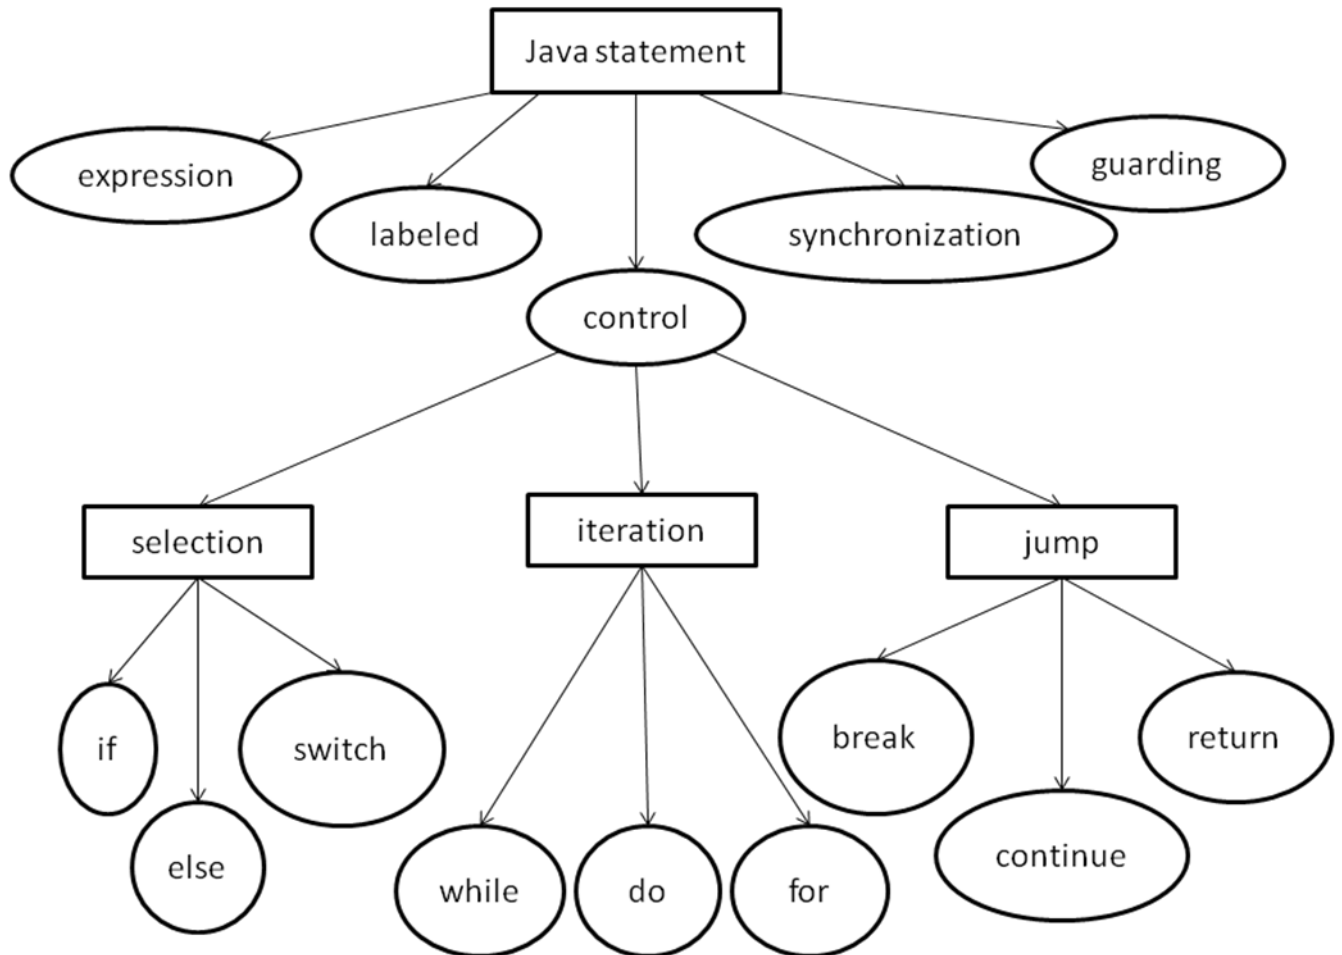 Java statement
expression
labeled
control
synchronization
guarding
selection
iteration
jump
if
else
switch
while
do
for
break
continue
return